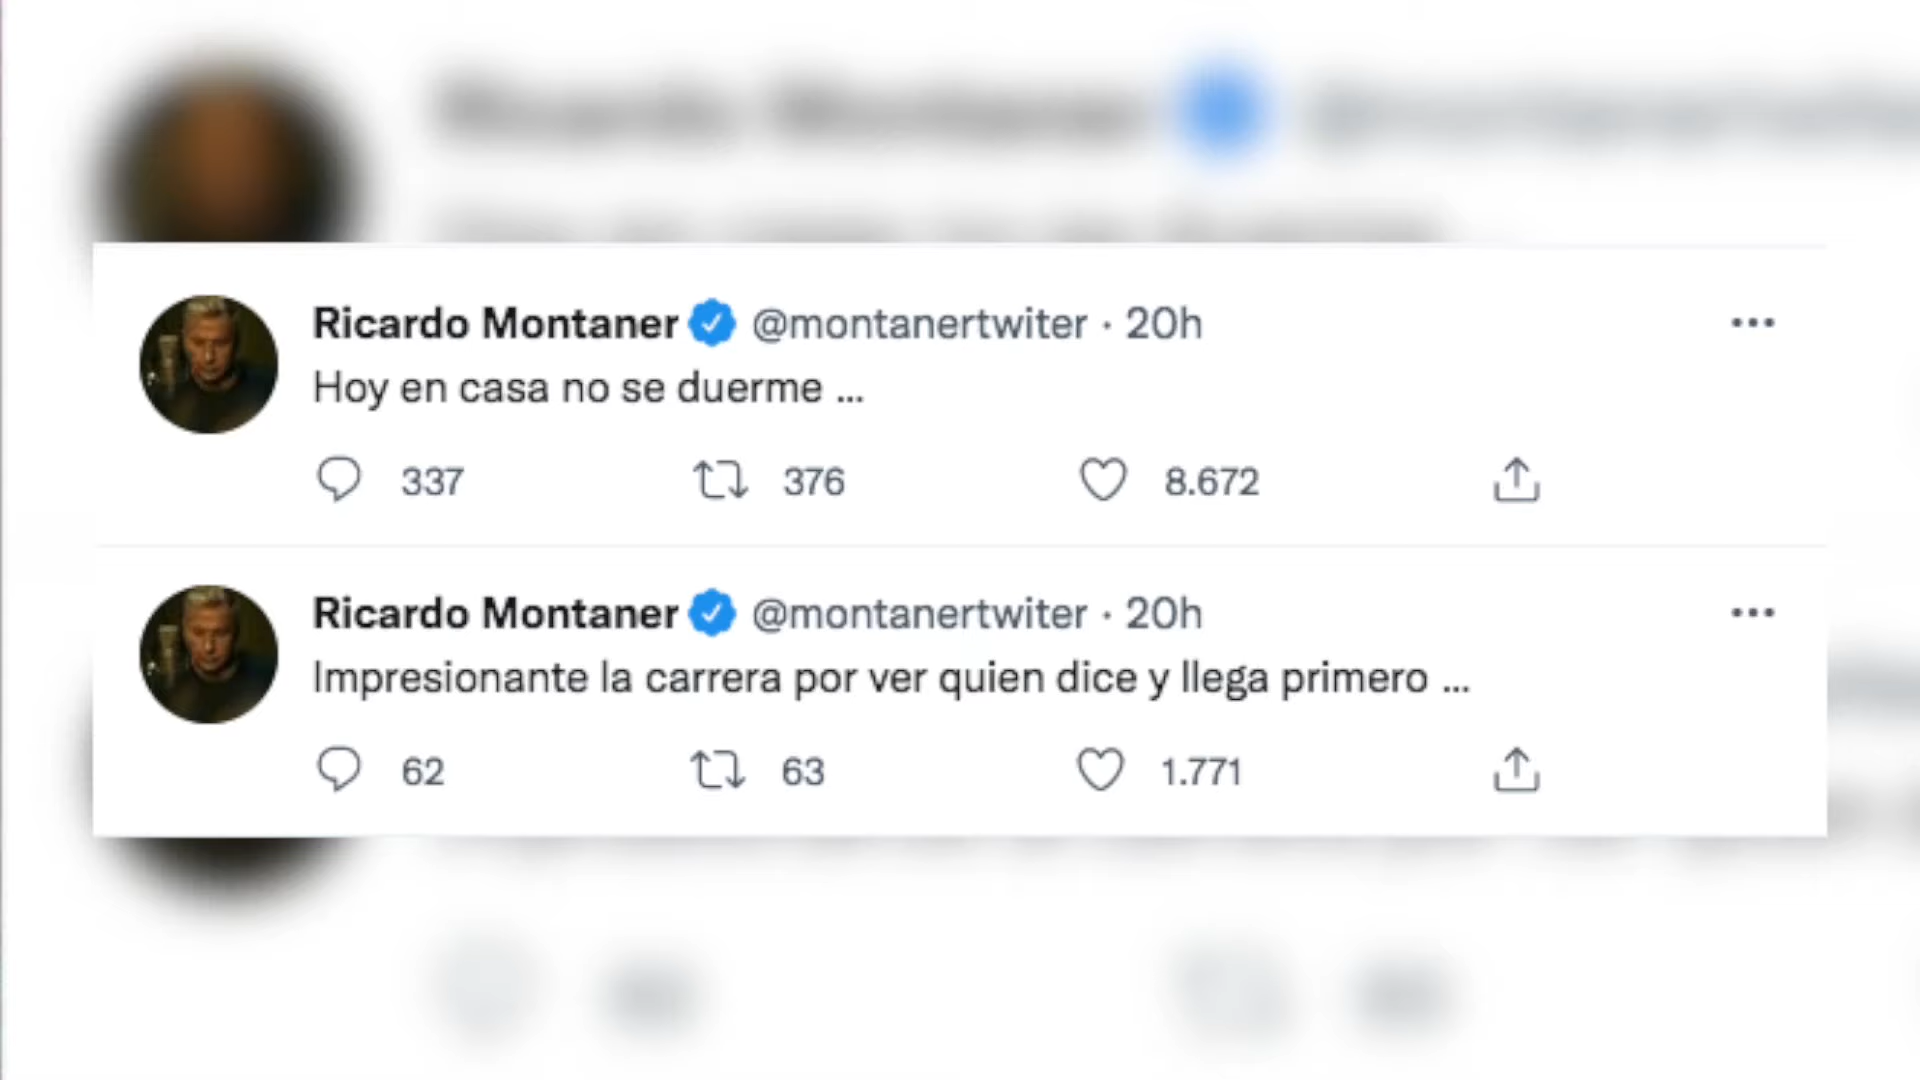 Ricardo Montaner @montanertwiter · 20h
Hoy en casa no se duerme ...
337 376 8.672
Ricardo Montaner @montanertwiter · 20h
Impresionante la carrera por ver quien dice y llega primero ...
62 63 1.771